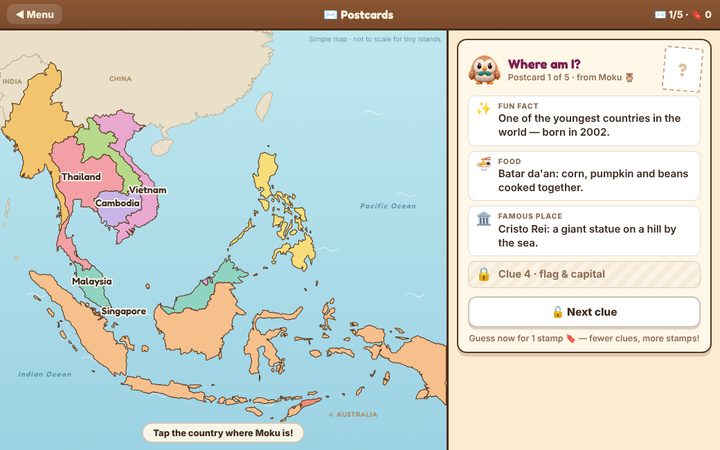 ◀ Menu
✉️ Postcards
✉️ 1/5 · 🔖 0
Simple map · not to scale for tiny islands
INDIA
CHINA
Thailand
Vietnam
Cambodia
Malaysia
Singapore
Pacific Ocean
Indian Ocean
↓ AUSTRALIA
Tap the country where Moku is!
Where am I?
Postcard 1 of 5 · from Moku 🦉
?
FUN FACT
One of the youngest countries in the
world — born in 2002.
FOOD
Batar da'an: corn, pumpkin and beans
cooked together.
FAMOUS PLACE
Cristo Rei: a giant statue on a hill by
the sea.
🔒 Clue 4 · flag & capital
🔓 Next clue
Guess now for 1 stamp 🔖 — fewer clues, more stamps!